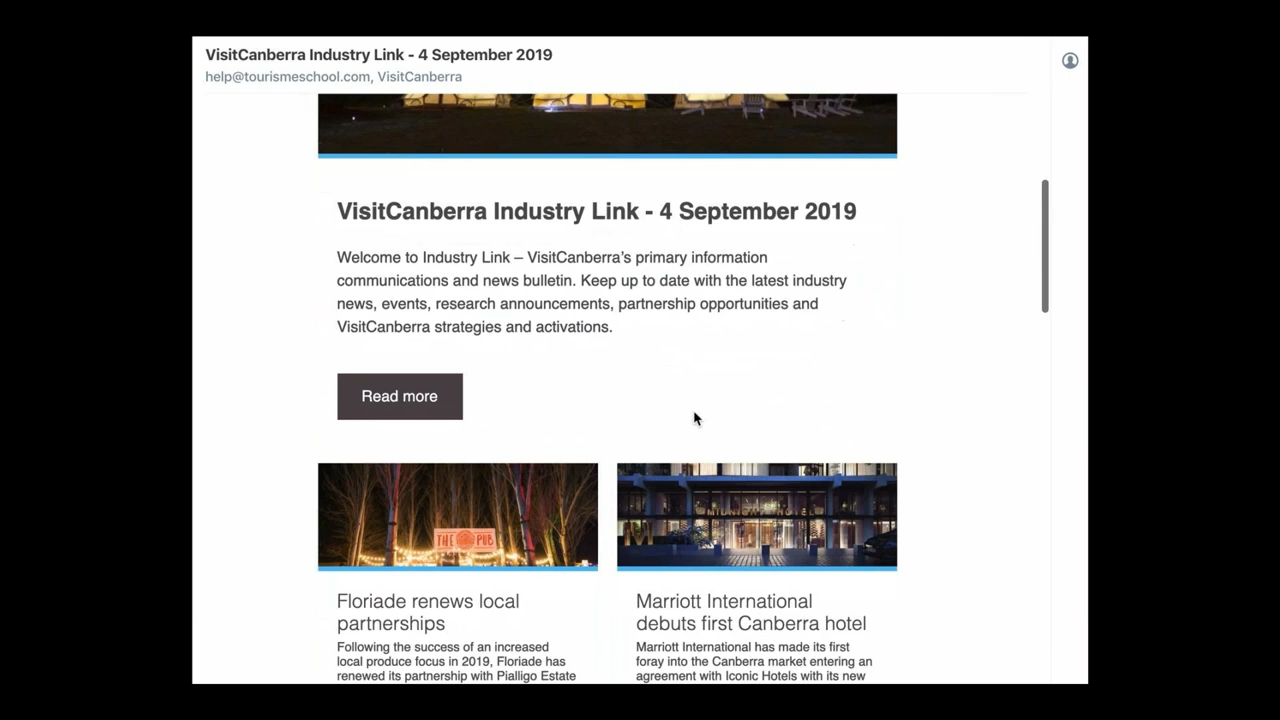 VisitCanberra Industry Link - 4 September 2019
help@tourismeschool.com, VisitCanberra
VisitCanberra Industry Link - 4 September 2019
Welcome to Industry Link – VisitCanberra's primary information
communications and news bulletin. Keep up to date with the latest industry
news, events, research announcements, partnership opportunities and
VisitCanberra strategies and activations.
Read more
THE PUB
Floriade renews local
partnerships
Following the success of an increased
local produce focus in 2019, Floriade has
renewed its partnership with Pialligo Estate
Marriott International
debuts first Canberra hotel
Marriott International has made its first
foray into the Canberra market entering an
agreement with Iconic Hotels with its new